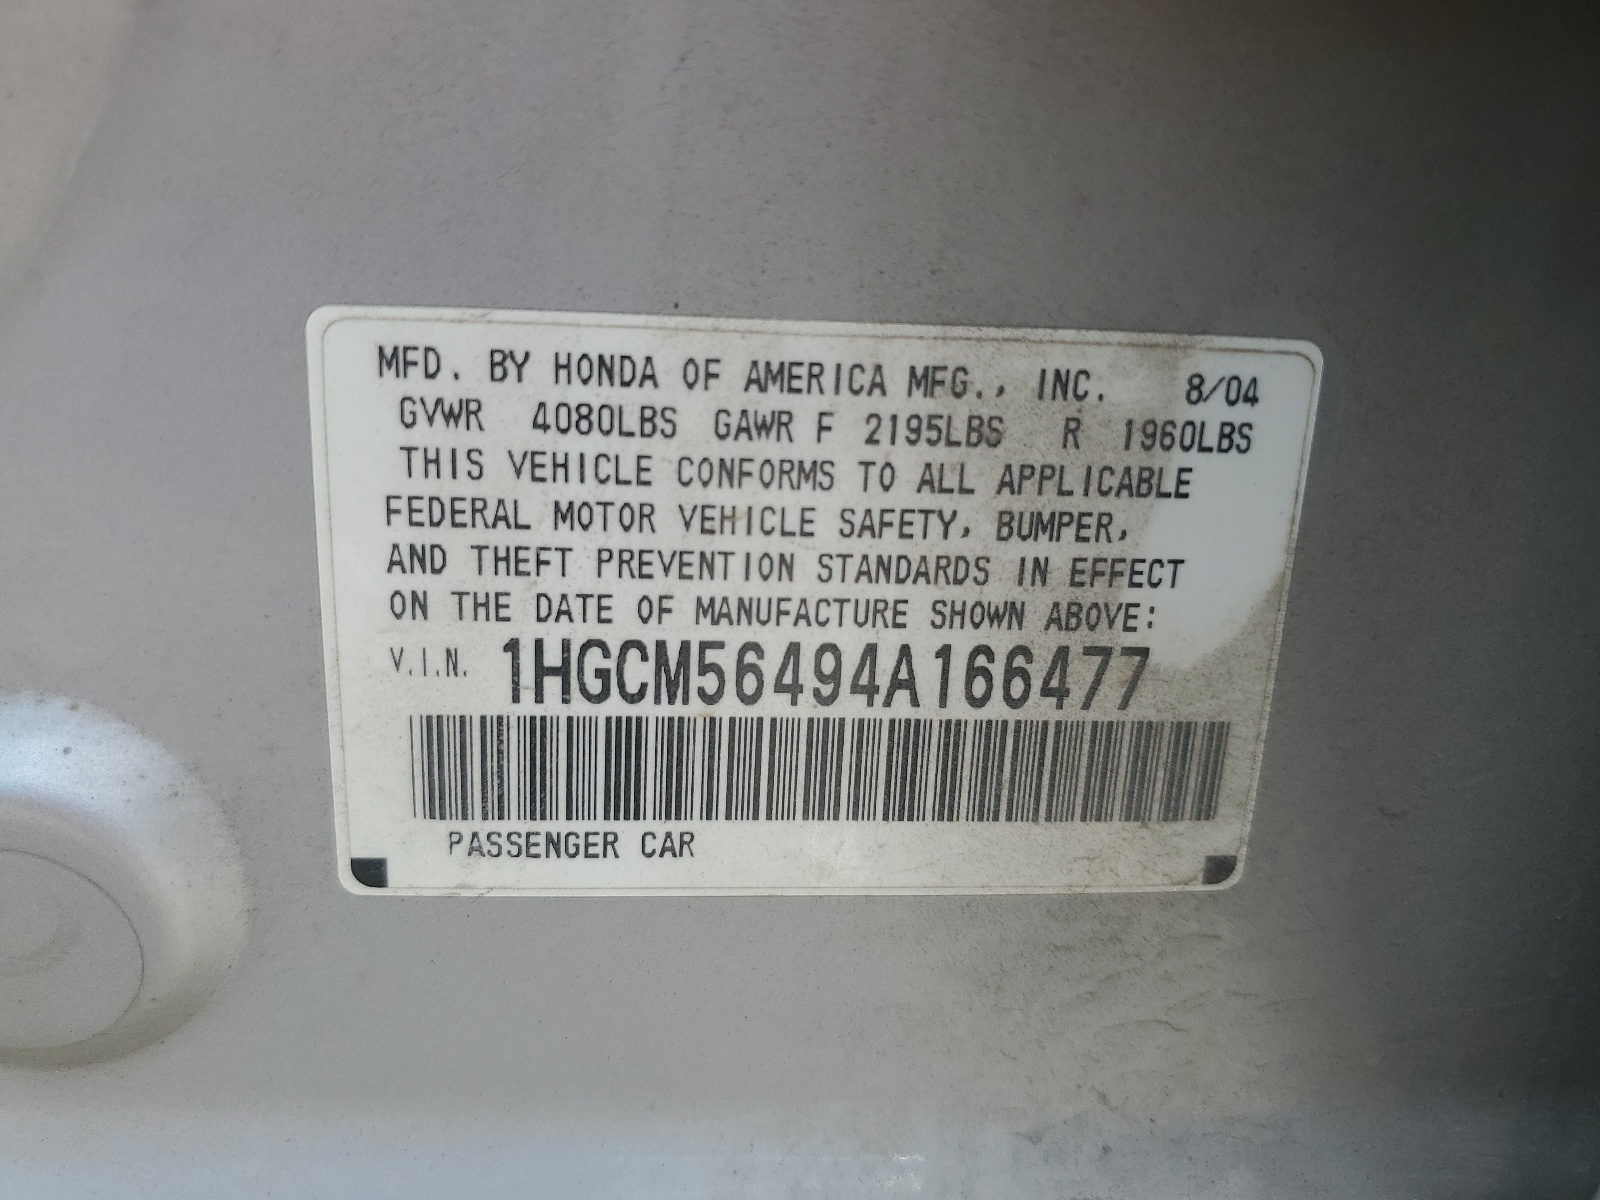 MFD. BY HONDA OF AMERICA MFG., INC. 8/04
GVWR 4080LBS GAWR F 2195LBS R 1960LBS
THIS VEHICLE CONFORMS TO ALL APPLICABLE
FEDERAL MOTOR VEHICLE SAFETY, BUMPER,
AND THEFT PREVENTION STANDARDS IN EFFECT
ON THE DATE OF MANUFACTURE SHOWN ABOVE:
V.I.N. 1HGCM56494A166477
PASSENGER CAR